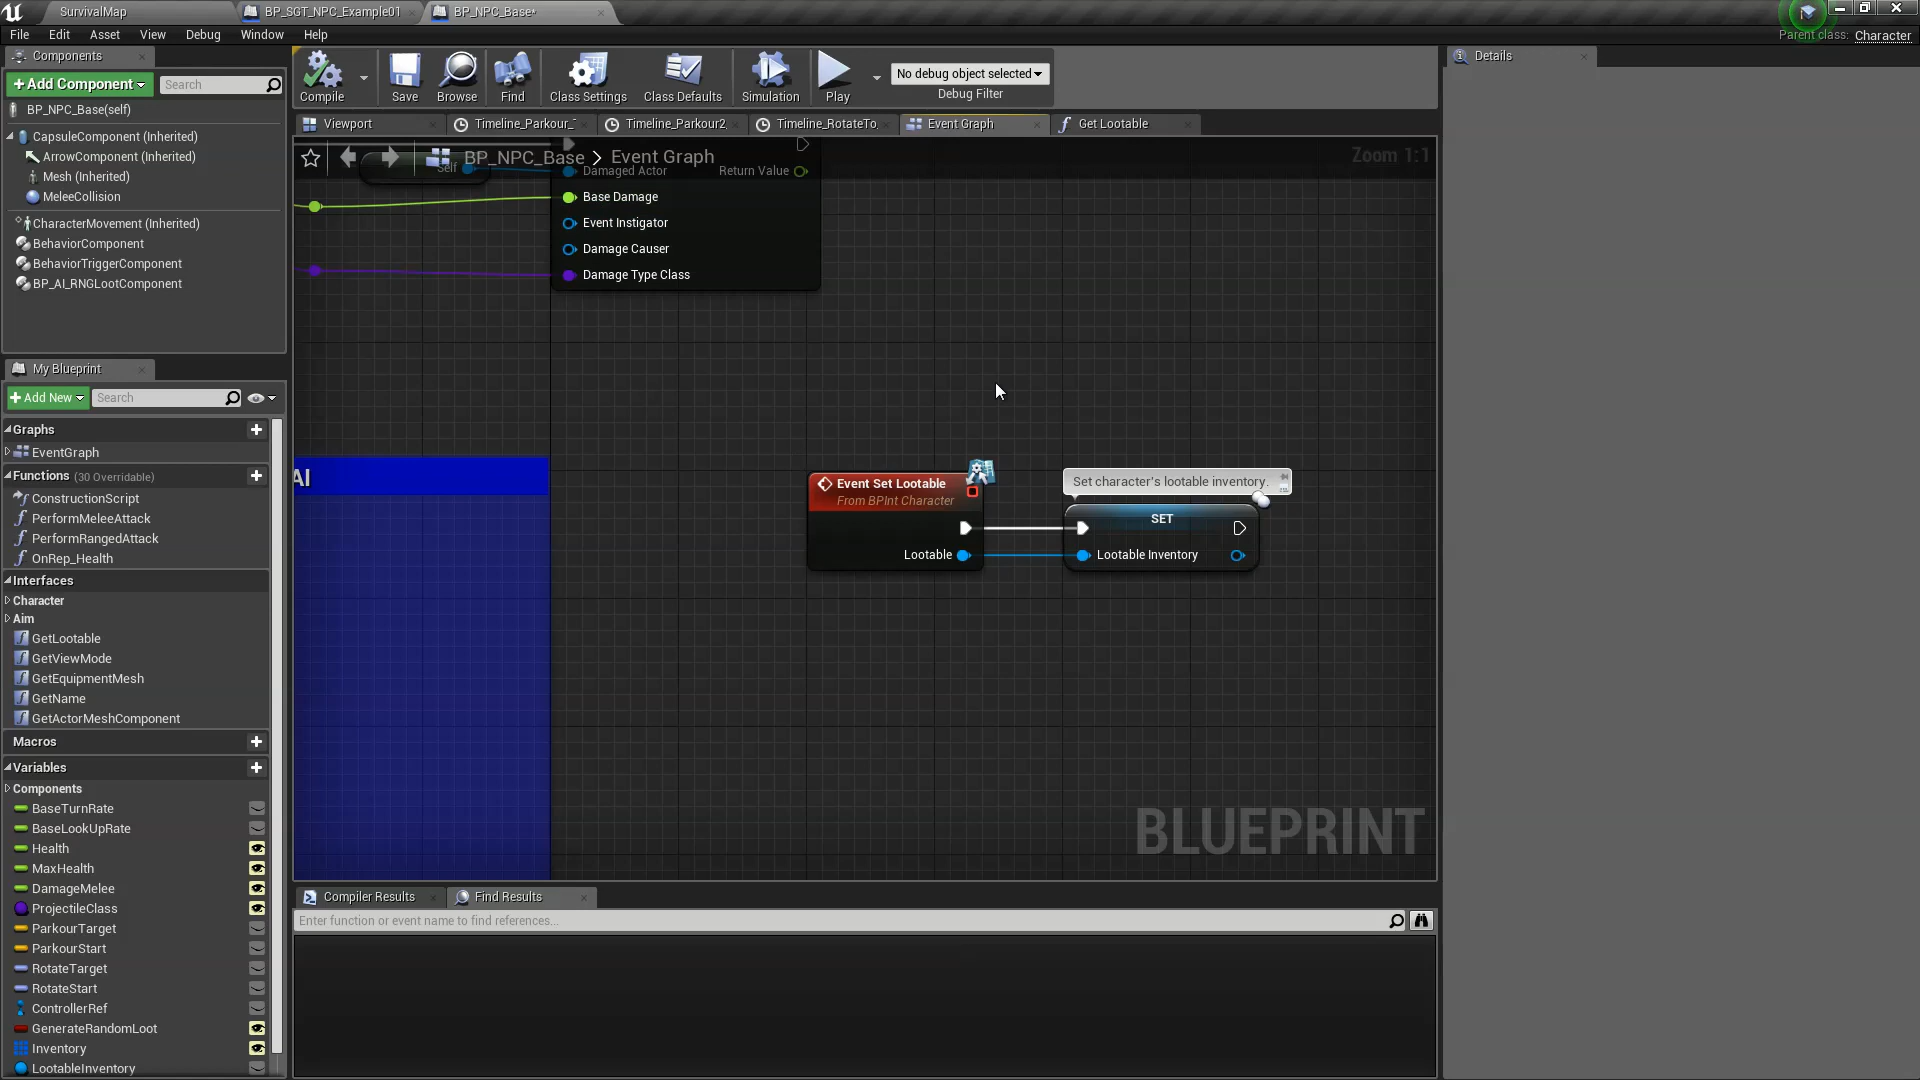 SurvivalMap
BP_SGT_NPC_Example01
BP_NPC_Base*
Parent class: Character
File Edit Asset View Debug Window Help
Components
+Add Component
Search
BP_NPC_Base(self)
CapsuleComponent (Inherited)
ArrowComponent (Inherited)
Mesh (Inherited)
MeleeCollision
CharacterMovement (Inherited)
BehaviorComponent
BehaviorTriggerComponent
BP_AI_RNGLootComponent
My Blueprint
+Add New
Search
Graphs
EventGraph
Functions (30 Overridable)
ConstructionScript
PerformMeleeAttack
PerformRangedAttack
OnRep_Health
Interfaces
Character
Aim
GetLootable
GetViewMode
GetEquipmentMesh
GetName
GetActorMeshComponent
Macros
Variables
Components
BaseTurnRate
BaseLookUpRate
Health
MaxHealth
DamageMelee
ProjectileClass
ParkourTarget
ParkourStart
RotateTarget
RotateStart
ControllerRef
GenerateRandomLoot
Inventory
LootableInventory
Compile
Save
Browse
Find
Class Settings
Class Defaults
Simulation
Play
No debug object selected
Debug Filter
Viewport
Timeline_Parkour_
Timeline_Parkour2
Timeline_RotateTo
Event Graph
Get Lootable
BP_NPC_Base > Event Graph
Zoom 1:1
Self
Damaged Actor
Return Value
Base Damage
Event Instigator
Damage Causer
Damage Type Class
AI
Event Set Lootable
From BPInt Character
Lootable
Set character's lootable inventory.
SET
Lootable Inventory
BLUEPRINT
Compiler Results
Find Results
Enter function or event name to find references...
Details